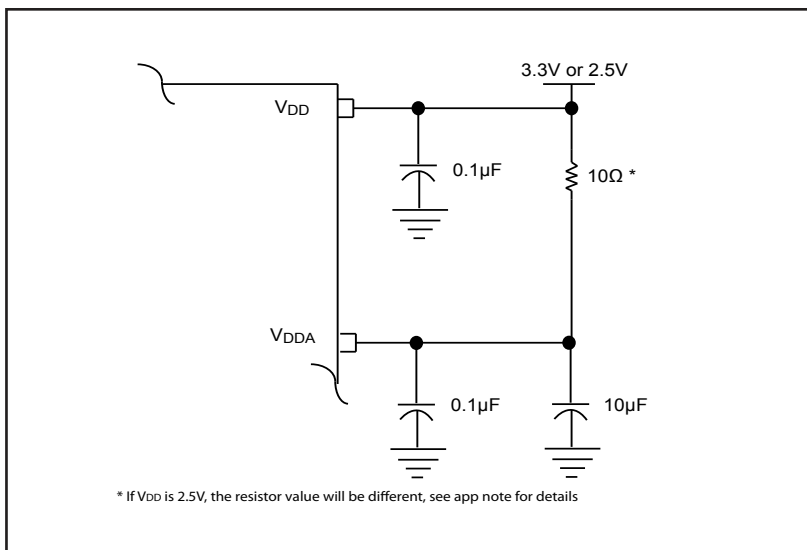 3.3V or 2.5V
VDD
0.1µF
10Ω *
VDDA
0.1µF
10µF
* If VDD is 2.5V, the resistor value will be different, see app note for details